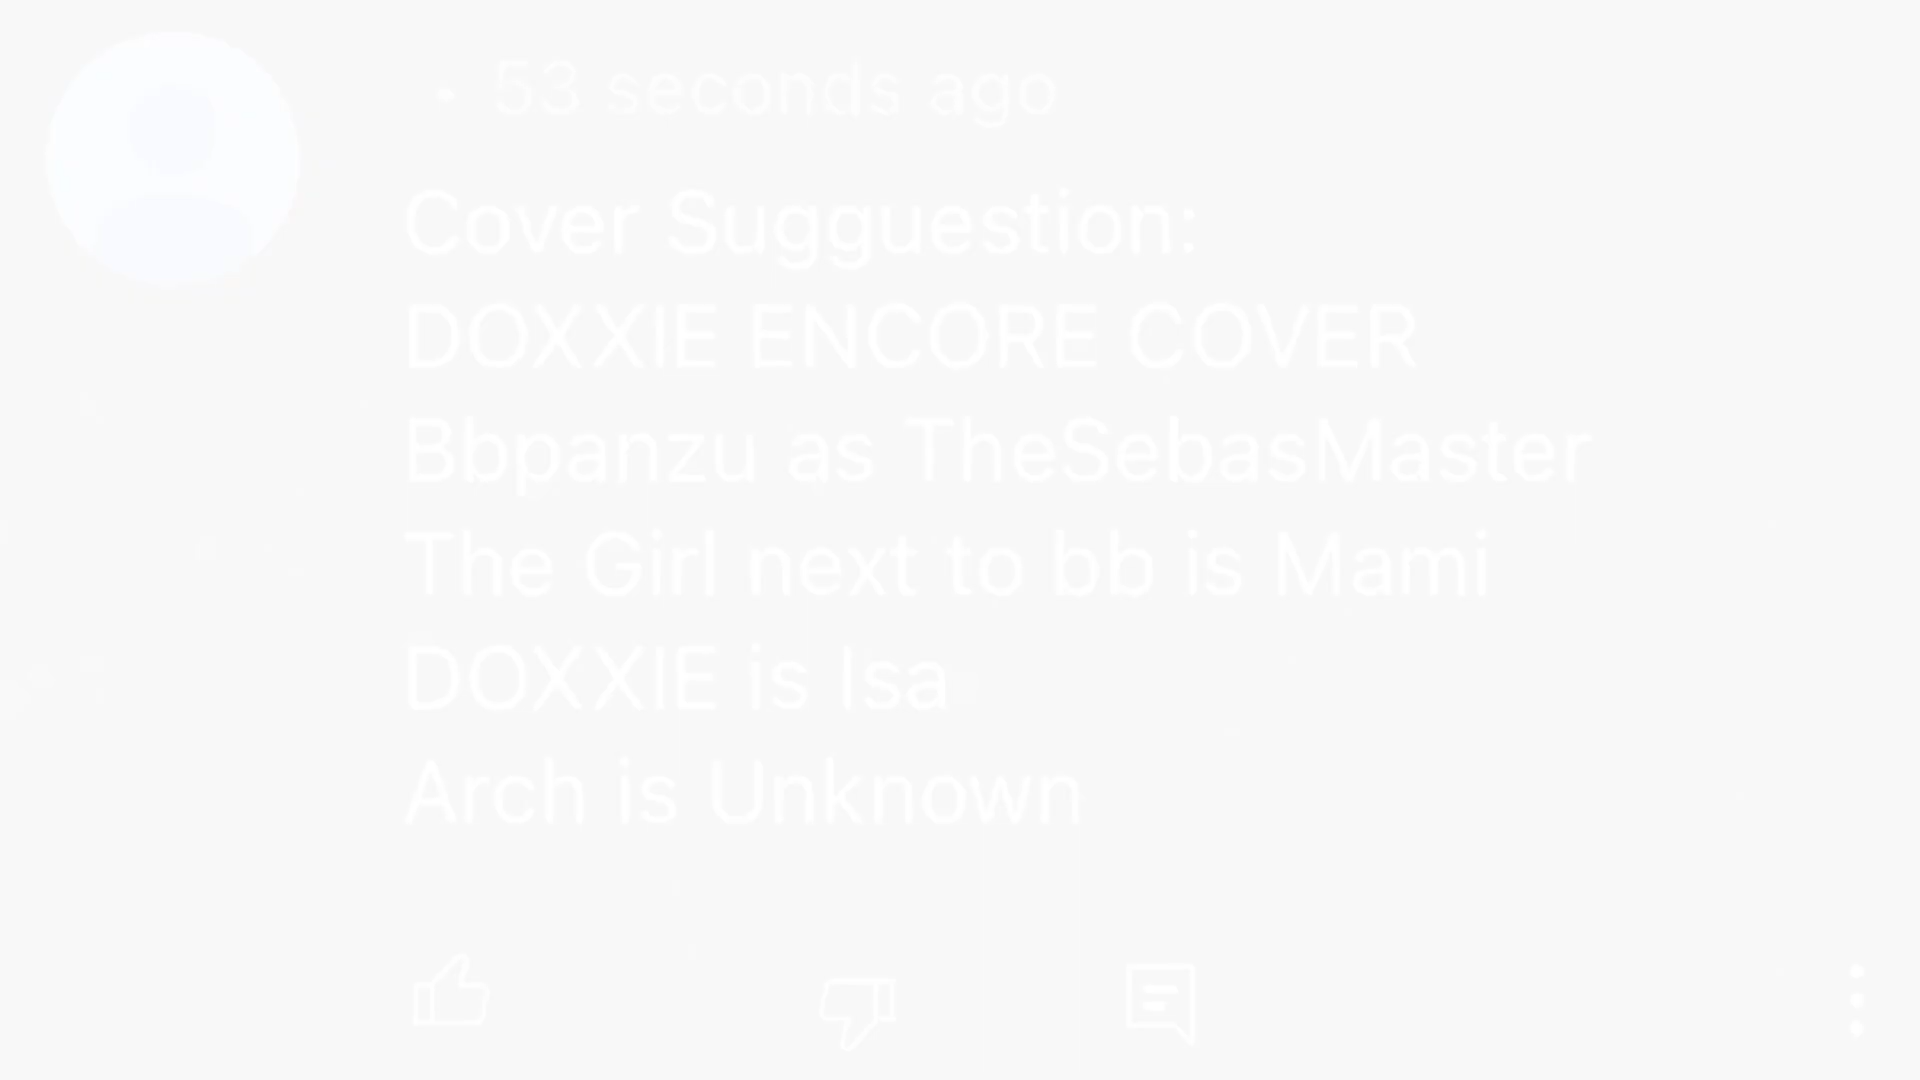 • 53 seconds ago
Cover Sugguestion:
DOXXIE ENCORE COVER
Bbpanzu as TheSebasMaster
The Girl next to bb is Mami
DOXXIE is Isa
Arch is Unknown